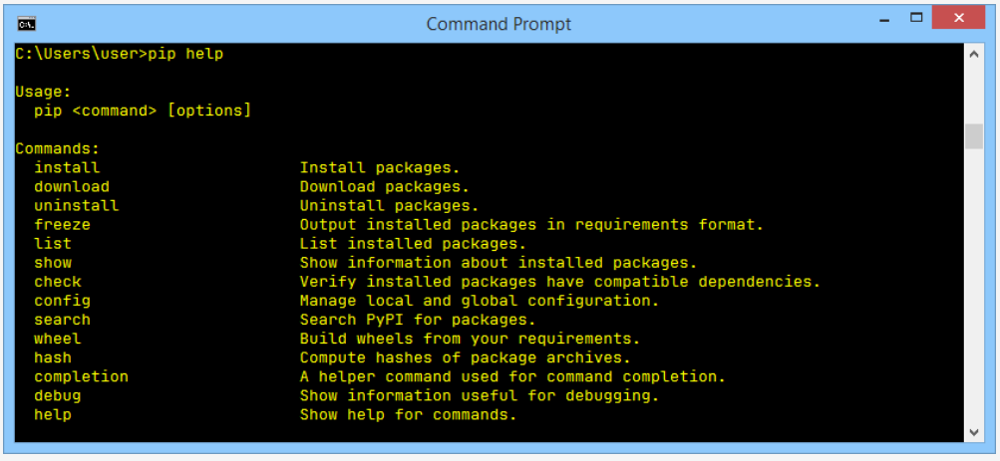 Command Prompt
C:\Users\user>pip help
Usage:
  pip <command> [options]
Commands:
  install                     Install packages.
  download                    Download packages.
  uninstall                   Uninstall packages.
  freeze                      Output installed packages in requirements format.
  list                        List installed packages.
  show                        Show information about installed packages.
  check                       Verify installed packages have compatible dependencies.
  config                      Manage local and global configuration.
  search                      Search PyPI for packages.
  wheel                       Build wheels from your requirements.
  hash                        Compute hashes of package archives.
  completion                  A helper command used for command completion.
  debug                       Show information useful for debugging.
  help                        Show help for commands.